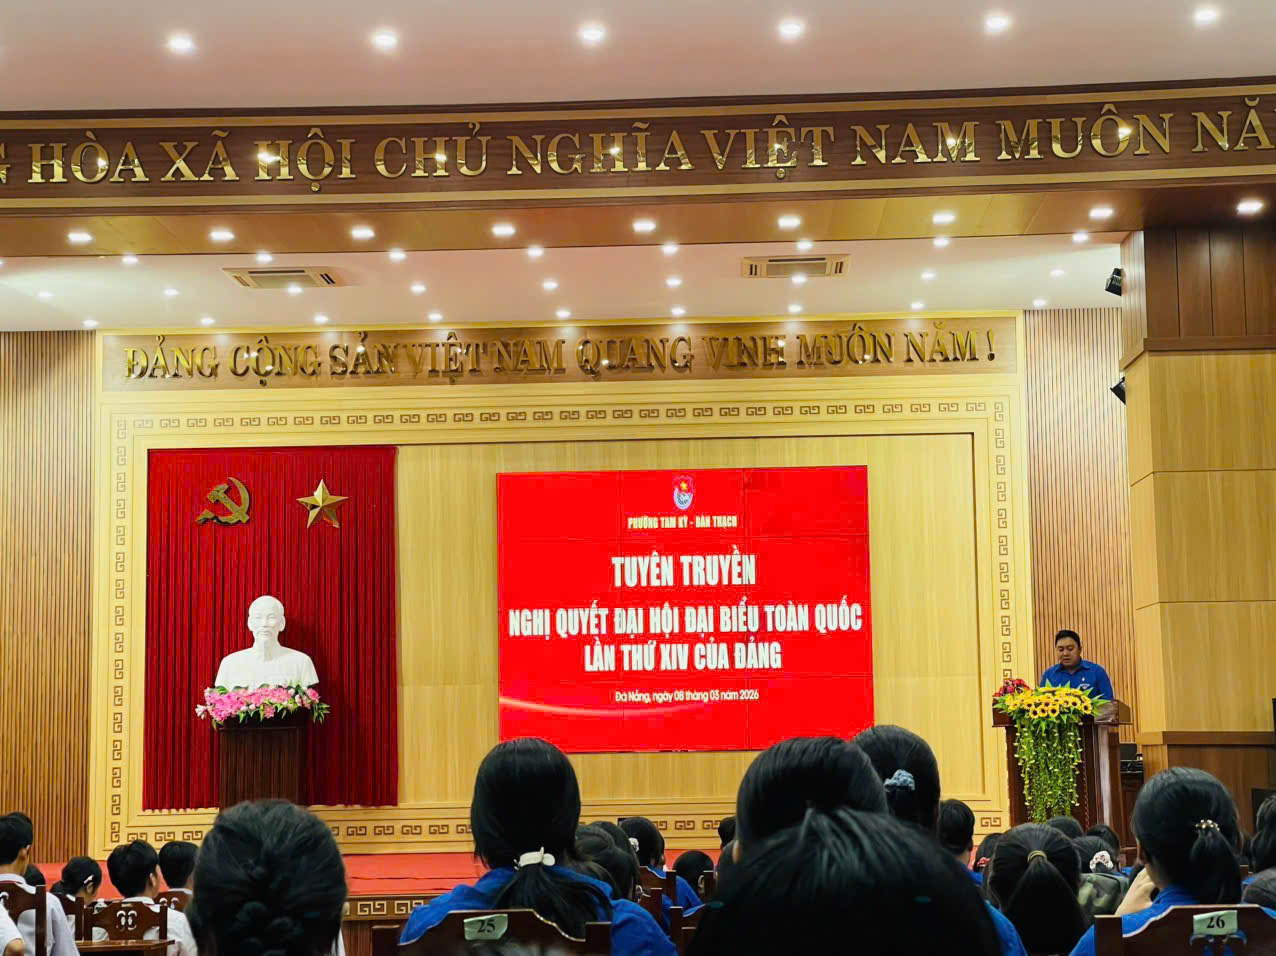 HÒA XÃ HỘI CHỦ NGHĨA VIỆT NAM MUÔN NĂ
ĐẢNG CỘNG SẢN VIỆT NAM QUANG VINH MUÔN NĂM !
PHƯỜNG TAM KỲ - BÀN THẠCH
TUYÊN TRUYỀN
NGHỊ QUYẾT ĐẠI HỘI ĐẠI BIỂU TOÀN QUỐC
LẦN THỨ XIV CỦA ĐẢNG
Đà Nẵng, ngày 08 tháng 03 năm 2026
25
26